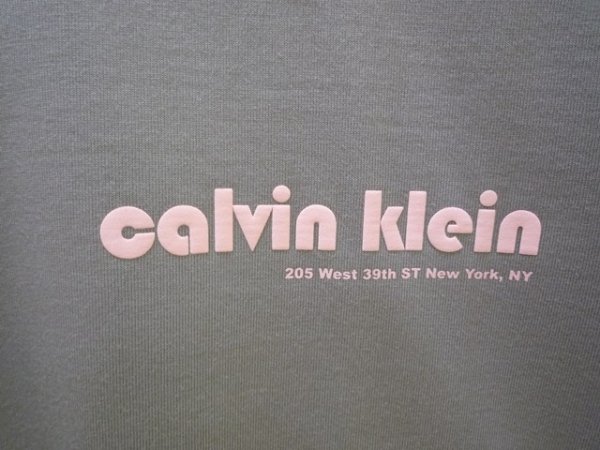 calvin klein
205 West 39th ST New York, NY